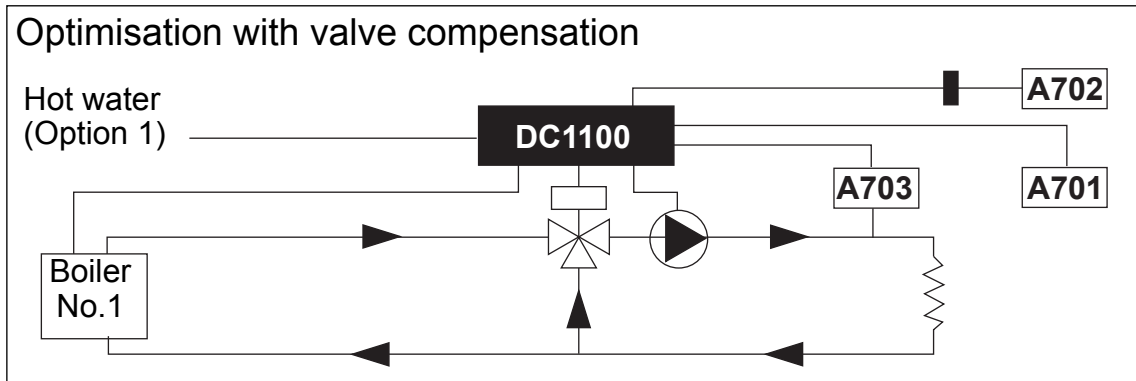 Optimisation with valve compensation
Hot water
(Option 1)
DC1100
A702
A703
A701
Boiler
No.1